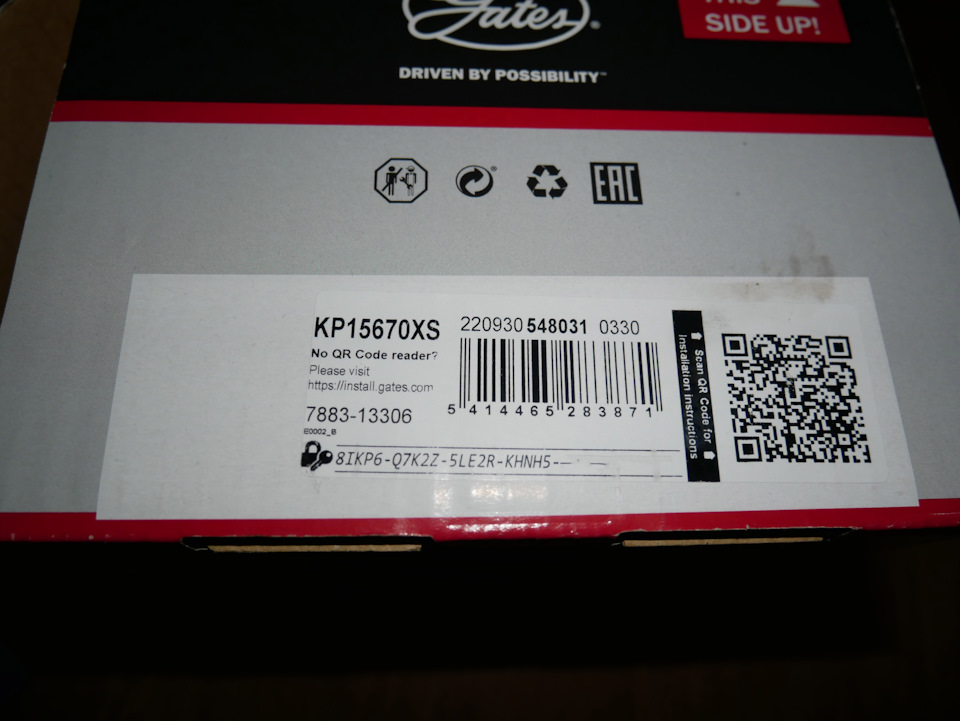 Gates®
THIS
SIDE UP!
DRIVEN BY POSSIBILITY™
EAC
KP15670XS
220930 548031 0330
No QR Code reader?
Please visit
https://install.gates.com
5 414465 283871
7883-13306
E0002_B
8IKP6-Q7K2Z-5LE2R-KHNH5-
Scan QR Code for
installation instructions